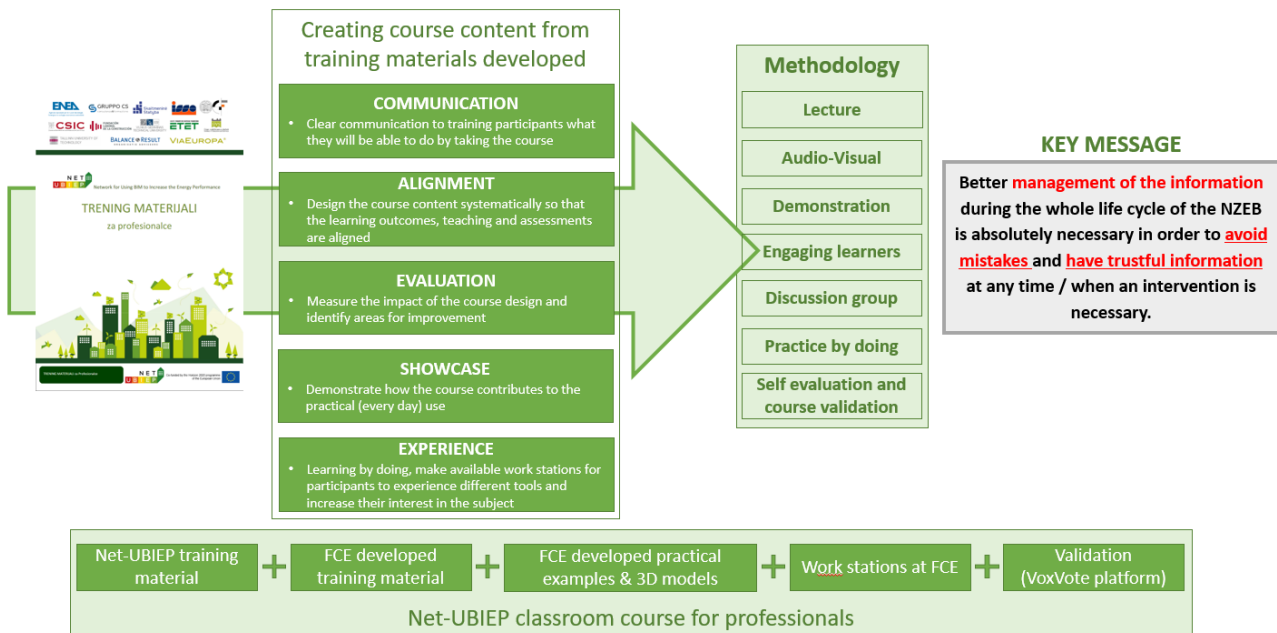 Creating course content from
training materials developed
COMMUNICATION
• Clear communication to training participants what
they will be able to do by taking the course
ALIGNMENT
• Design the course content systematically so that
the learning outcomes, teaching and assessments
are aligned
EVALUATION
• Measure the impact of the course design and
identify areas for improvement
SHOWCASE
• Demonstrate how the course contributes to the
practical (every day) use
EXPERIENCE
• Learning by doing, make available work stations for
participants to experience different tools and
increase their interest in the subject
ENEA
GRUPPO CS
isso
CSIC
ETET
BALANCE & RESULT
VIAEUROPA
NET
UBIEP
Network for Using BIM to Increase the Energy Performance
TRENING MATERIJALI
za profesionalce
TRENING MATERIJALI za Profesionalce
NET
UBIEP
Methodology
Lecture
Audio-Visual
Demonstration
Engaging learners
Discussion group
Practice by doing
Self evaluation and
course validation
KEY MESSAGE
Better management of the information
during the whole life cycle of the NZEB
is absolutely necessary in order to avoid
mistakes and have trustful information
at any time / when an intervention is
necessary.
Net-UBIEP training
material
+
FCE developed
training material
+
FCE developed practical
examples & 3D models
+
Work stations at FCE
+
Validation
(VoxVote platform)
Net-UBIEP classroom course for professionals